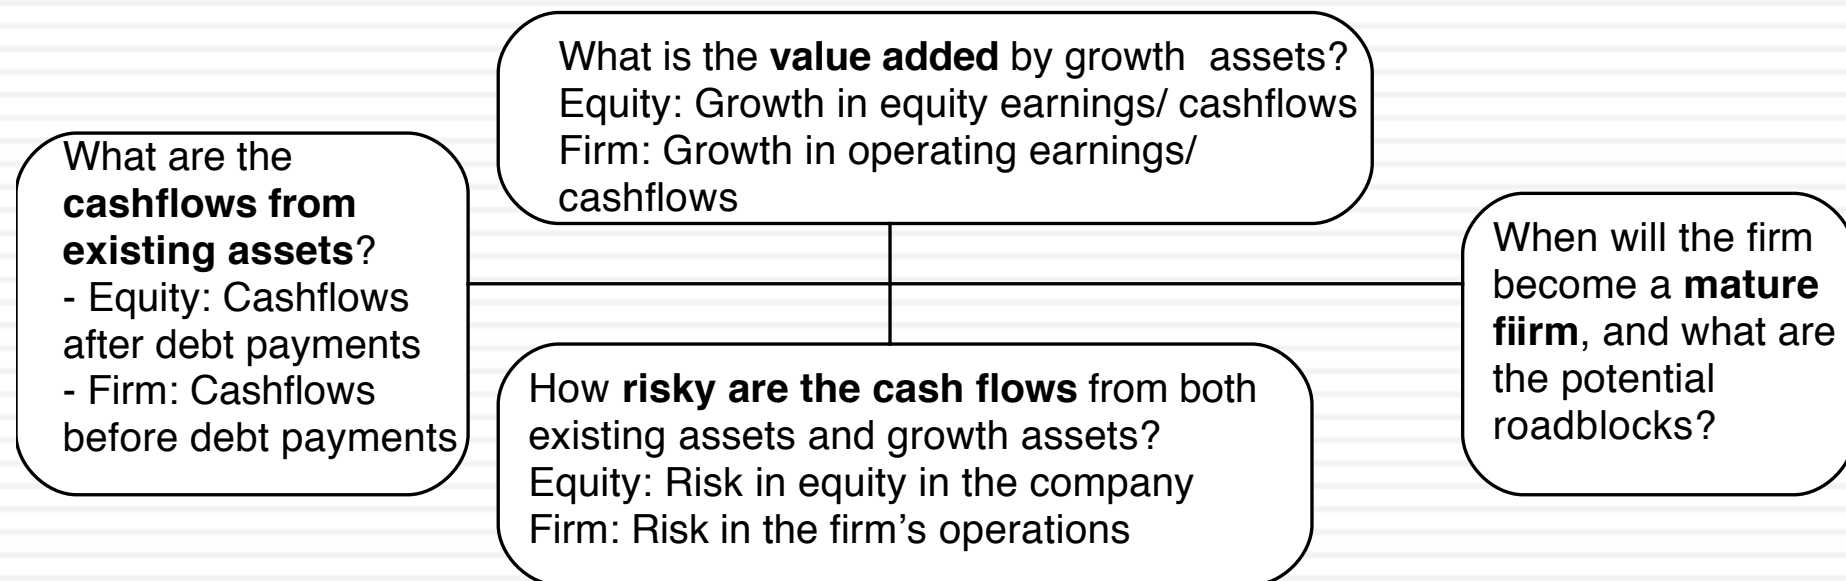 What is the value added by growth  assets?
Equity: Growth in equity earnings/ cashflows
Firm: Growth in operating earnings/
cashflows
What are the
cashflows from
existing assets?
- Equity: Cashflows
after debt payments
- Firm: Cashflows
before debt payments
When will the firm
become a mature
fiirm, and what are
the potential
roadblocks?
How risky are the cash flows from both
existing assets and growth assets?
Equity: Risk in equity in the company
Firm: Risk in the firm's operations